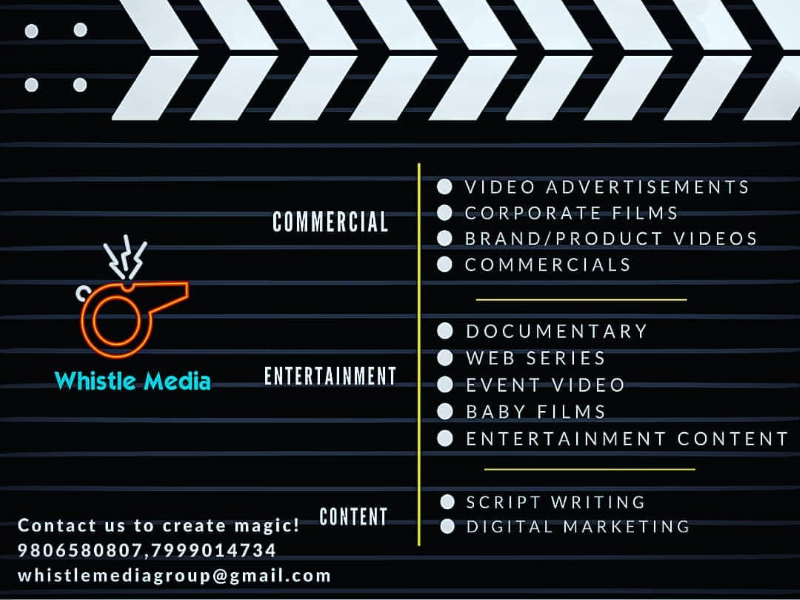 COMMERCIAL
VIDEO ADVERTISEMENTS
CORPORATE FILMS
BRAND/PRODUCT VIDEOS
COMMERCIALS
Whistle Media
ENTERTAINMENT
DOCUMENTARY
WEB SERIES
EVENT VIDEO
BABY FILMS
ENTERTAINMENT CONTENT
CONTENT
SCRIPT WRITING
DIGITAL MARKETING
Contact us to create magic!
9806580807,7999014734
whistlemediagroup@gmail.com